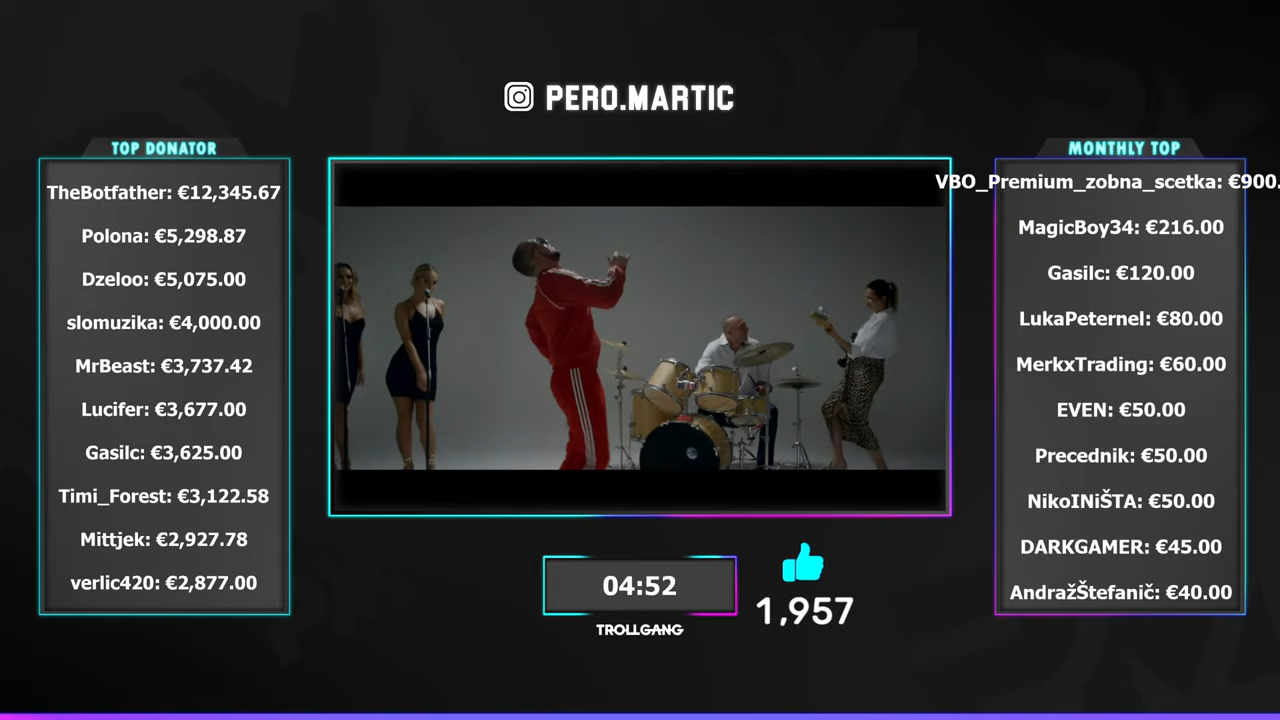 PERO.MARTIC
TOP DONATOR
TheBotfather: €12,345.67
Polona: €5,298.87
Dzeloo: €5,075.00
slomuzika: €4,000.00
MrBeast: €3,737.42
Lucifer: €3,677.00
Gasilc: €3,625.00
Timi_Forest: €3,122.58
Mittjek: €2,927.78
verlic420: €2,877.00
MONTHLY TOP
VBO_Premium_zobna_scetka: €900.
MagicBoy34: €216.00
Gasilc: €120.00
LukaPeternel: €80.00
MerkxTrading: €60.00
EVEN: €50.00
Precednik: €50.00
NikoINiŠTA: €50.00
DARKGAMER: €45.00
AndražŠtefanič: €40.00
04:52
TROLLGANG
1,957